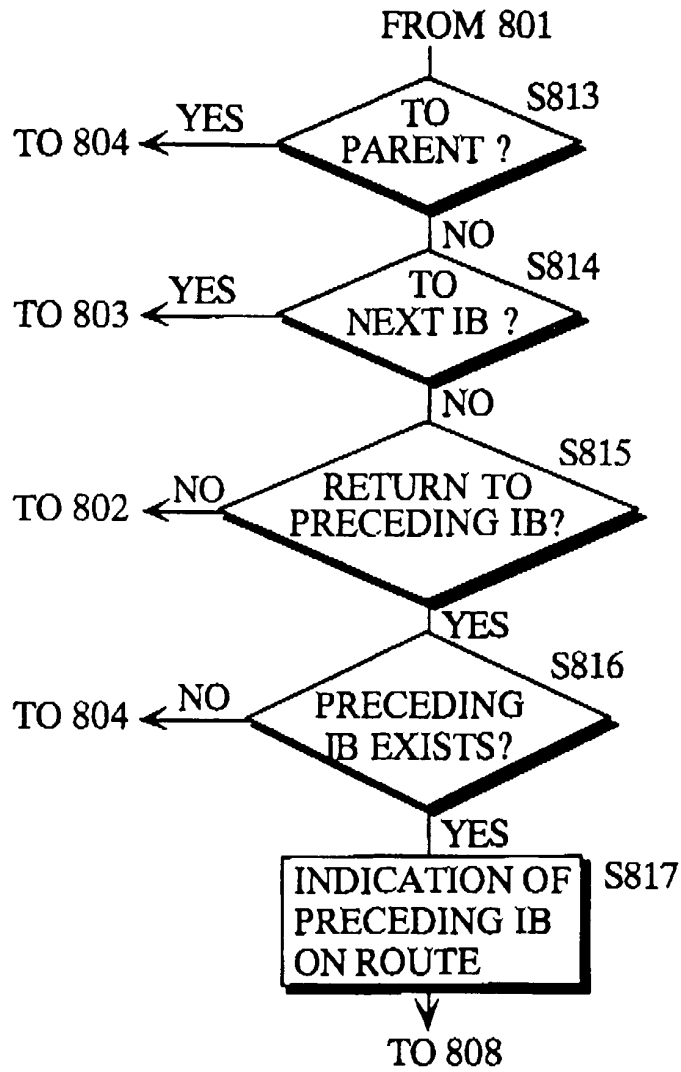 FROM 801
S813
TO
PARENT ?
YES
TO 804
NO
S814
TO
NEXT IB ?
YES
TO 803
NO
S815
RETURN TO
PRECEDING IB?
NO
TO 802
YES
S816
PRECEDING
IB EXISTS?
NO
TO 804
YES
S817
INDICATION OF
PRECEDING IB
ON ROUTE
TO 808